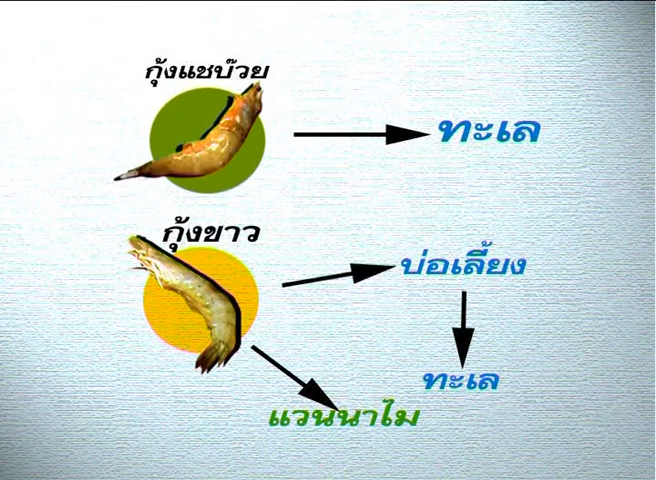 กุ้งแชบ๊วย
ทะเล
กุ้งขาว
บ่อเลี้ยง
ทะเล
แวนนาไม